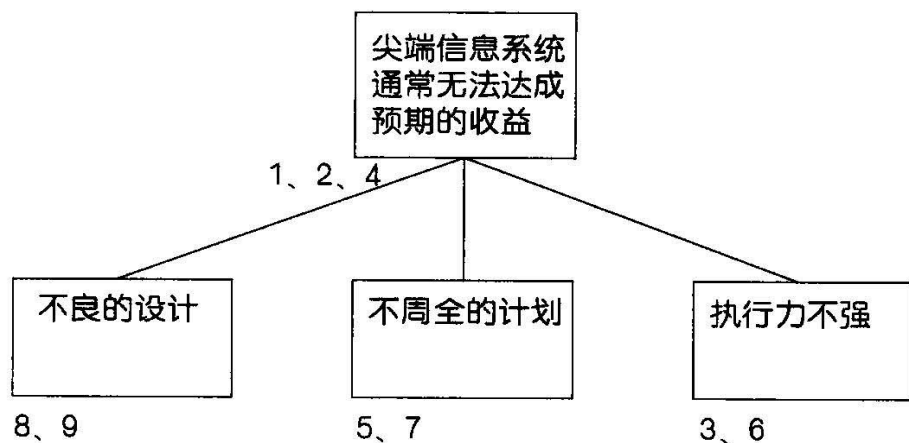 尖端信息系统
通常无法达成
预期的收益
1、2、4
不良的设计
不周全的计划
执行力不强
8、9
5、7
3、6